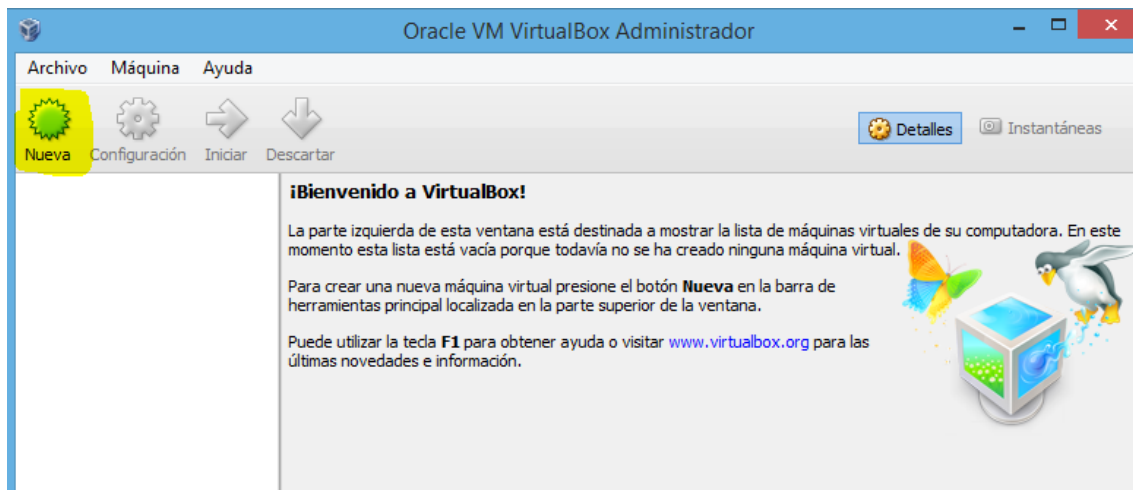 Oracle VM VirtualBox Administrador
Archivo Máquina Ayuda
Nueva Configuración Iniciar Descartar Detalles Instantáneas
¡Bienvenido a VirtualBox!
La parte izquierda de esta ventana está destinada a mostrar la lista de máquinas virtuales de su computadora. En este
momento esta lista está vacía porque todavía no se ha creado ninguna máquina virtual.
Para crear una nueva máquina virtual presione el botón Nueva en la barra de
herramientas principal localizada en la parte superior de la ventana.
Puede utilizar la tecla F1 para obtener ayuda o visitar www.virtualbox.org para las
últimas novedades e información.